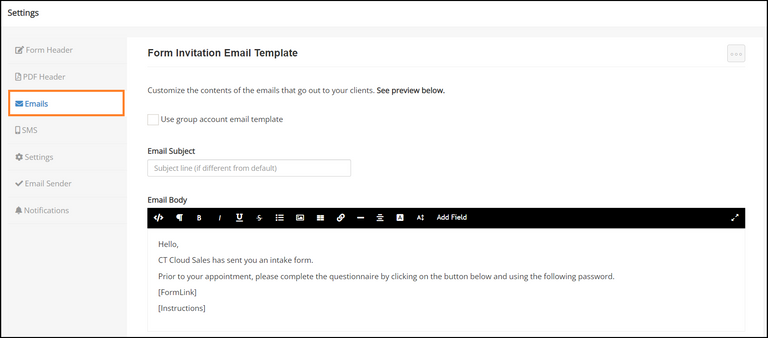 Settings
Form Header
PDF Header
Emails
SMS
Settings
Email Sender
Notifications
Form Invitation Email Template
Customize the contents of the emails that go out to your clients. See preview below.
Use group account email template
Email Subject
Subject line (if different from default)
Email Body
</> ¶ B I U S A A Add Field
Hello,
CT Cloud Sales has sent you an intake form.
Prior to your appointment, please complete the questionnaire by clicking on the button below and using the following password.
[FormLink]
[Instructions]